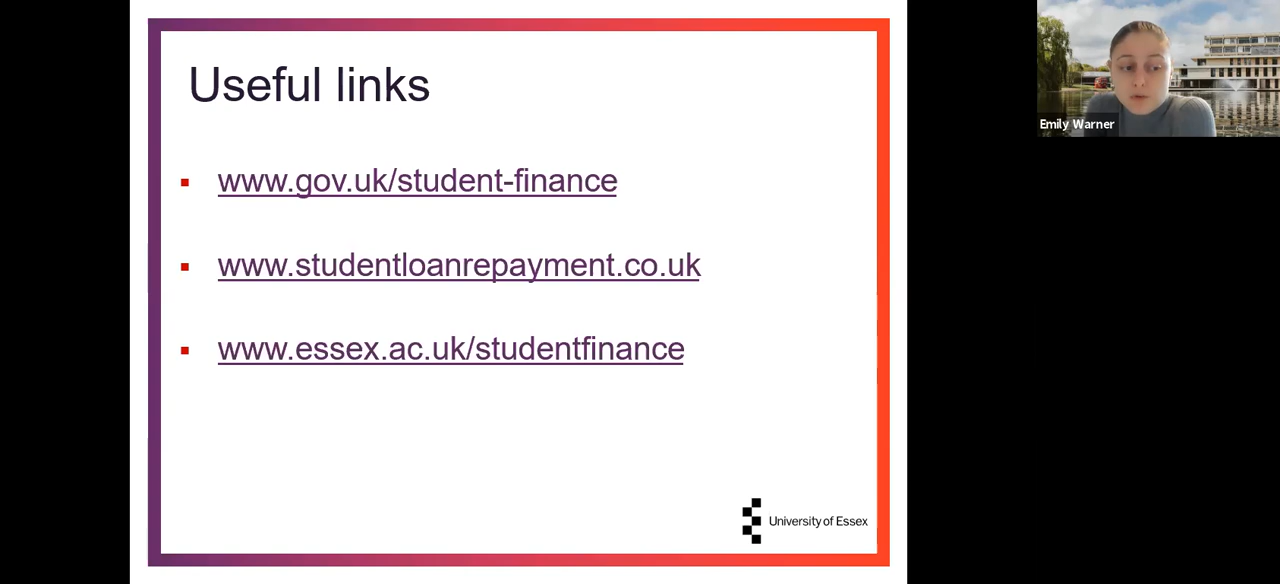 Useful links
www.gov.uk/student-finance
www.studentloanrepayment.co.uk
www.essex.ac.uk/studentfinance
University of Essex
Emily Warner